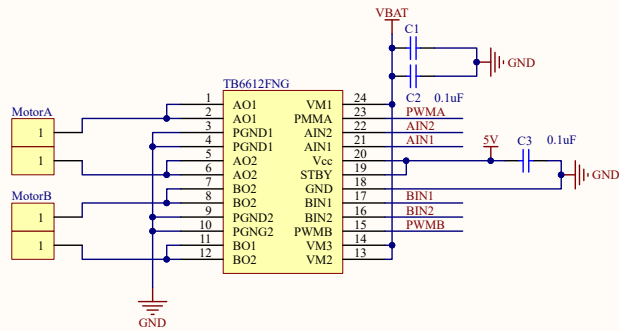 VBAT
C1
GND
C2 0.1uF
TB6612FNG
MotorA
1
1
MotorB
1
1
1 AO1 VM1 24
2 AO1 PMMA 23 PWMA
3 PGND1 AIN2 22 AIN2
4 PGND1 AIN1 21 AIN1
5 AO2 Vcc 20
6 AO2 STBY 19
7 BO2 GND 18
8 BO2 BIN1 17 BIN1
9 PGND2 BIN2 16 BIN2
10 PGNG2 PWMB 15 PWMB
11 BO1 VM3 14
12 BO2 VM2 13
5V
C3 0.1uF
GND
GND